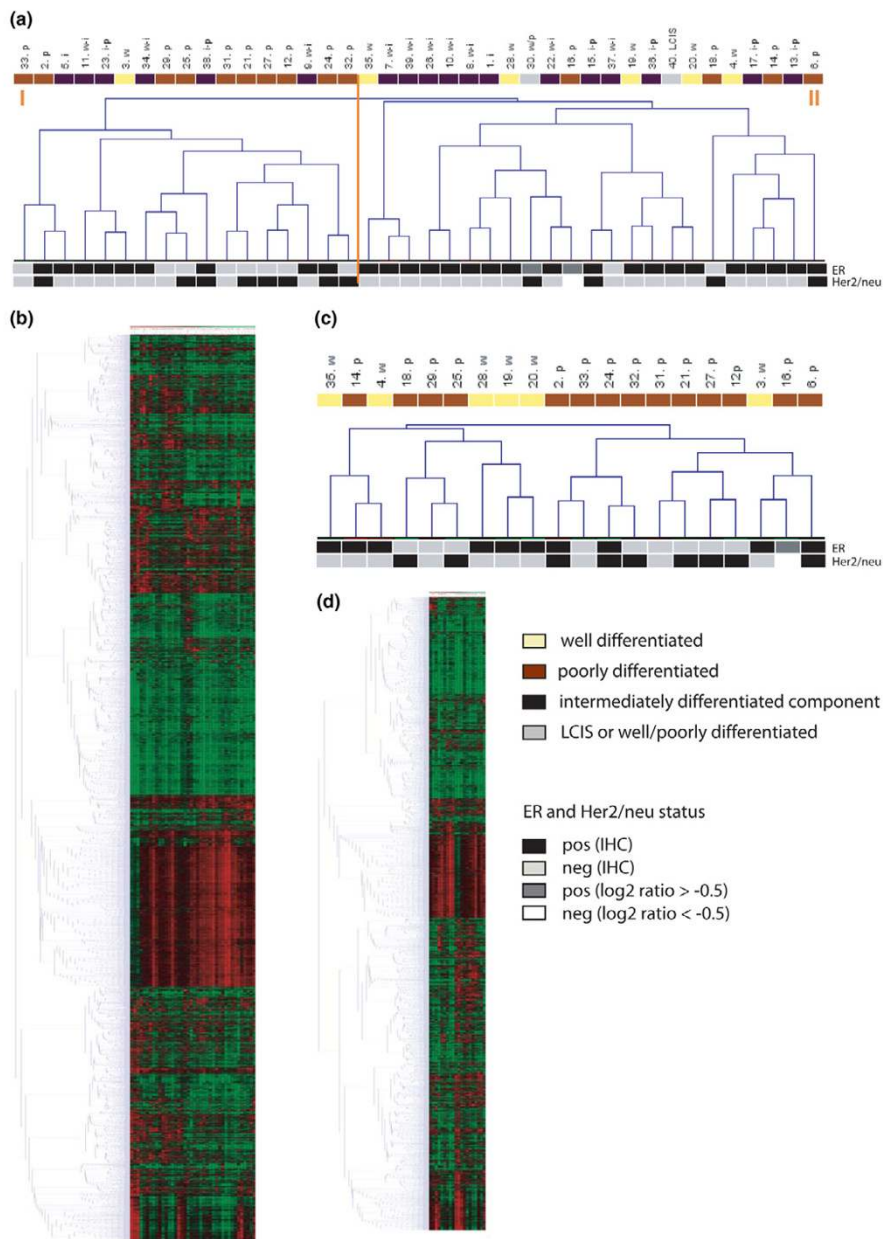 (a)
33. p
2. p
5. i
11. w-i
23. i-p
3. w
34. w-i
29. p
25. p
38. i-p
31. p
21. p
27. p
12. p
9. w-i
24. p
32. p
35. w
7. w-i
39. w-i
26. w-i
10. w-i
8. w-i
1. i
28. w
30. w/p
22. w-i
16. p
15. i-p
37. w-i
19. w
36. i-p
40. LCIS
20. w
18. p
4. w
17. i-p
14. p
13. i-p
6. p
I
II
ER
Her2/neu
(b)
(c)
35. w
14. p
4. w
18. p
29. p
25. p
28. w
19. w
20. w
2. p
33. p
24. p
32. p
31. p
21. p
27. p
12p
3. w
16. p
6. p
ER
Her2/neu
(d)
well differentiated
poorly differentiated
intermediately differentiated component
LCIS or well/poorly differentiated
ER and Her2/neu status
pos (IHC)
neg (IHC)
pos (log2 ratio > -0.5)
neg (log2 ratio < -0.5)